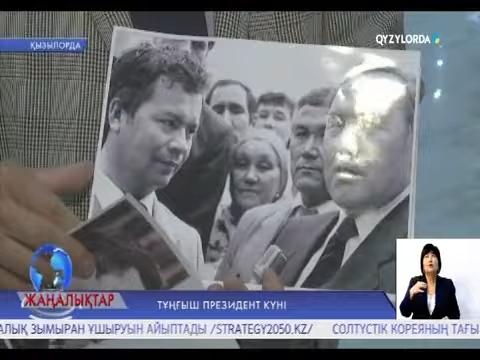 ҚЫЗЫЛОРДА
QYZYLORDA
ЖАҢАЛЫҚТАР
ТҰҢҒЫШ ПРЕЗИДЕНТ КҮНІ
АЛЫҚ ЗЫМЫРАН ҰШЫРУЫН АЙЫПТАДЫ /STRATEGY2050.KZ/ СОЛТҮСТІК КОРЕЯНЫҢ ТАҒЫ